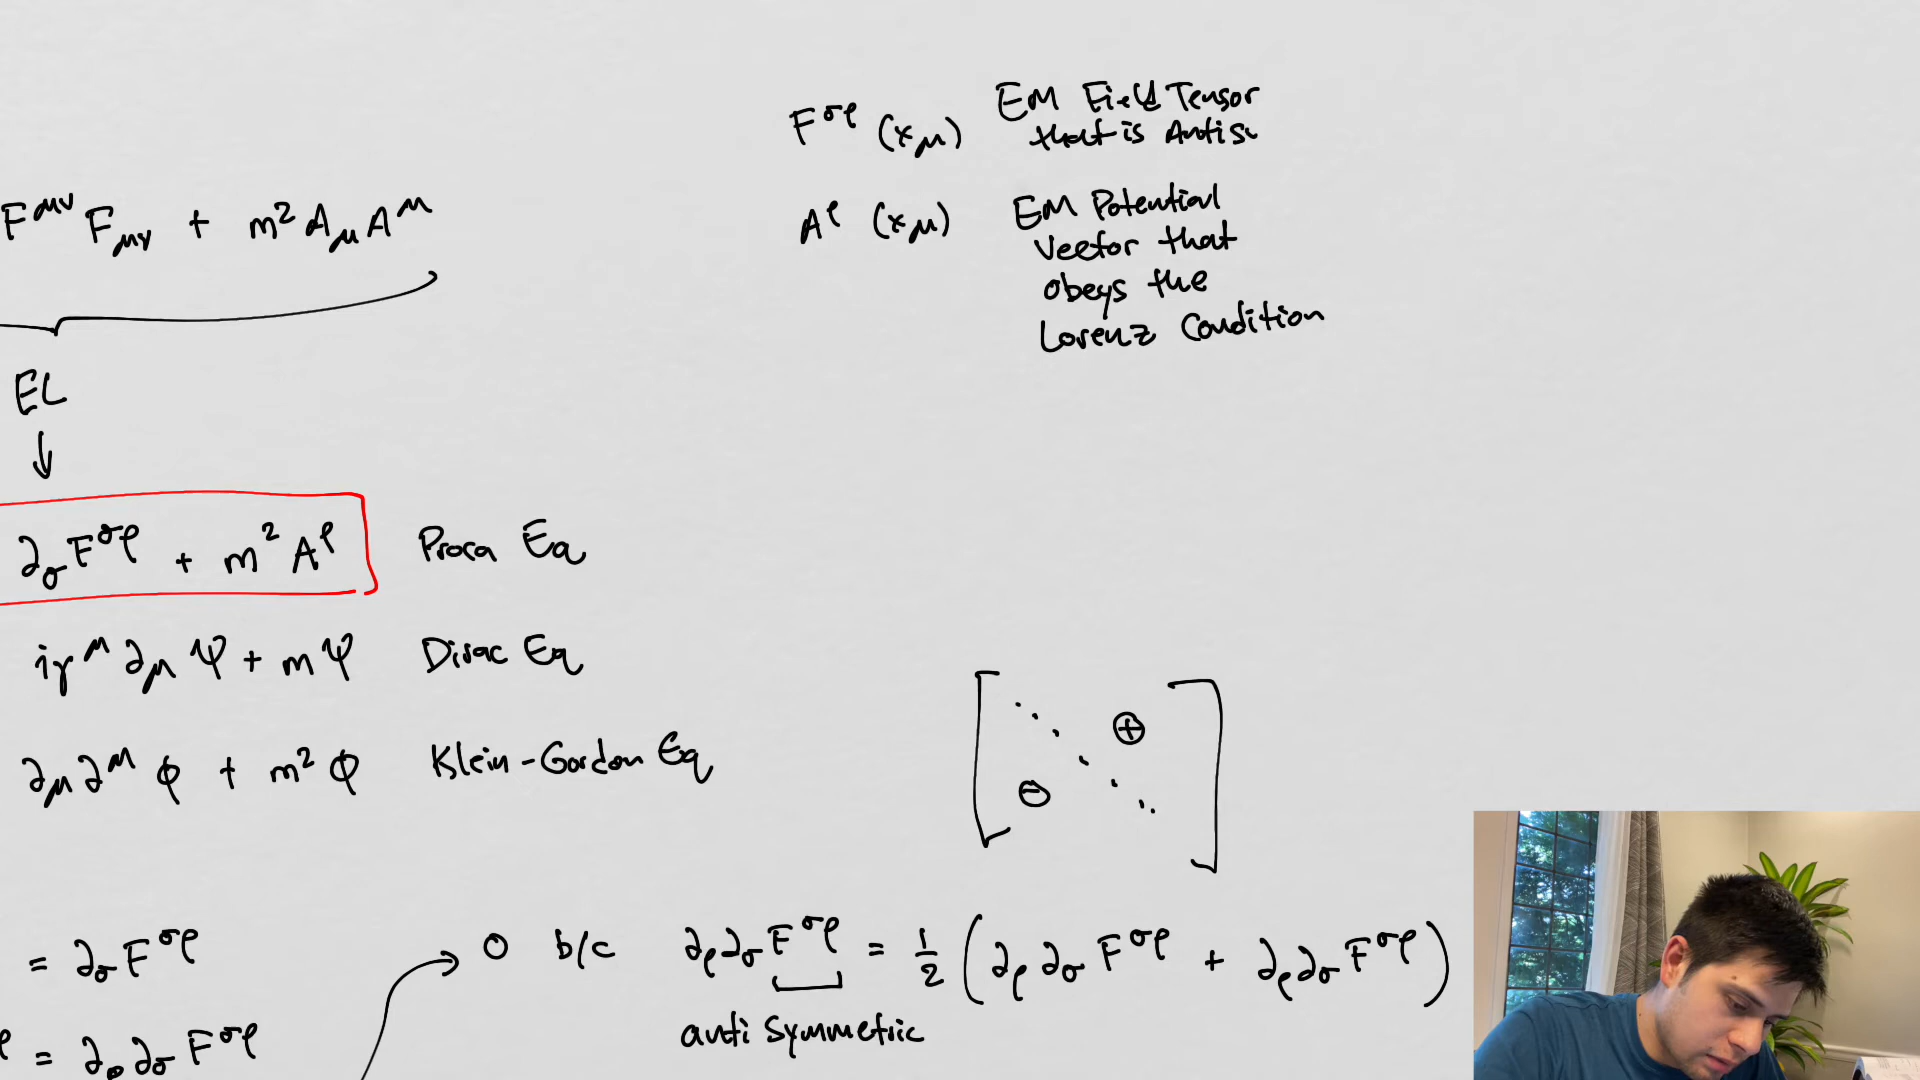 F^{σρ} (x_μ) EM Field Tensor
that is Antis
F^{μν} F_{μν} + m² A_μ A^μ
A^ρ (x_μ) EM Potential
Vector that
obeys the
Lorenz Condition
EL
↓
∂_σ F^{σρ} + m² A^ρ Proca Eq
iγ^μ ∂_μ Ψ + mΨ Dirac Eq
∂_μ ∂^μ φ + m² φ Klein-Gordon Eq
⊕
⊖
= ∂_σ F^{σρ}
0 b/c ∂_ρ ∂_σ F^{σρ} = 1/2 (∂_ρ ∂_σ F^{σρ} + ∂_ρ ∂_σ F^{σρ})
anti symmetric
ρ = ∂_ρ ∂_σ F^{σρ}